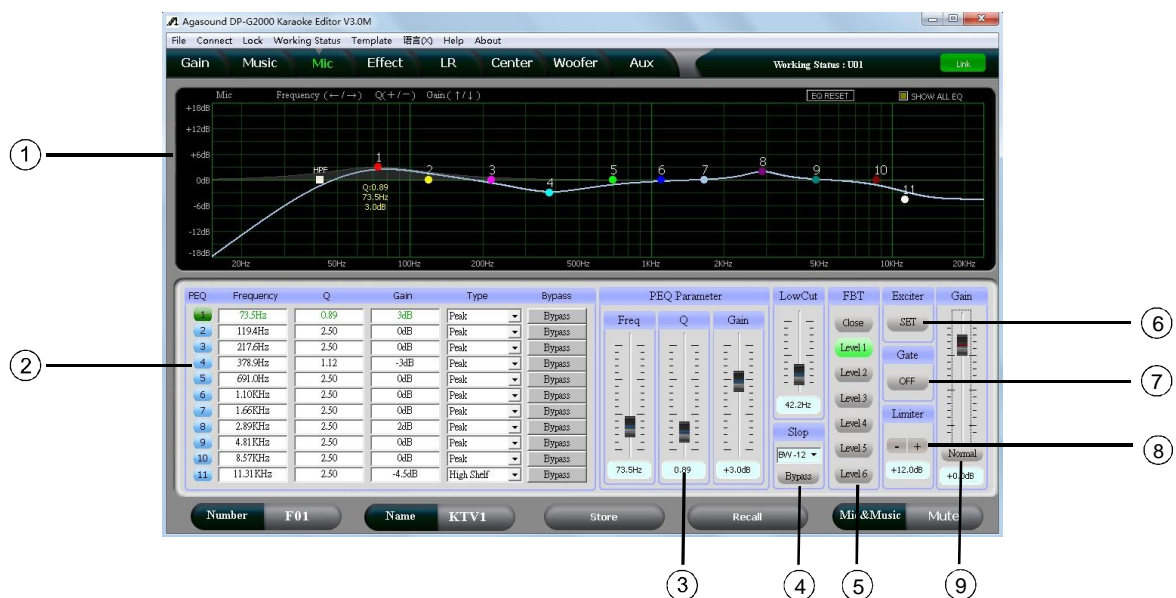 Agasound DP-G2000 Karaoke Editor V3.0M
File Connect Lock Working Status Template 语言(X) Help About
Gain Music Mic Effect LR Center Woofer Aux Working Status : U01 Link
Mic Frequency (←/→) Q(+/−) Gain(↑/↓) EQ RESET SHOW ALL EQ
+18dB
+12dB
+6dB
0dB
-6dB
-12dB
-18dB
HPF 1 2 3 4 5 6 7 8 9 10 11
Q:0.89
73.5Hz
3.0dB
20Hz 50Hz 100Hz 200Hz 500Hz 1KHz 2KHz 5KHz 10KHz 20KHz
PEQ Frequency Q Gain Type Bypass
1 73.5Hz 0.89 3dB Peak Bypass
2 119.4Hz 2.50 0dB Peak Bypass
3 217.6Hz 2.50 0dB Peak Bypass
4 378.9Hz 1.12 -3dB Peak Bypass
5 691.0Hz 2.50 0dB Peak Bypass
6 1.10KHz 2.50 0dB Peak Bypass
7 1.66KHz 2.50 0dB Peak Bypass
8 2.89KHz 2.50 2dB Peak Bypass
9 4.81KHz 2.50 0dB Peak Bypass
10 8.57KHz 2.50 0dB Peak Bypass
11 11.31KHz 2.50 -4.5dB High Shelf Bypass
PEQ Parameter
Freq Q Gain
73.5Hz 0.89 +3.0dB
LowCut
42.2Hz
Slop
BW-12
Bypass
FBT
Close
Level 1
Level 2
Level 3
Level 4
Level 5
Level 6
Exciter
SET
Gate
OFF
Limiter
- +
+12.0dB
Gain
Normal
+0.0dB
Number F01 Name KTV1 Store Recall Mic&Music Mute
1
2
3
4
5
6
7
8
9